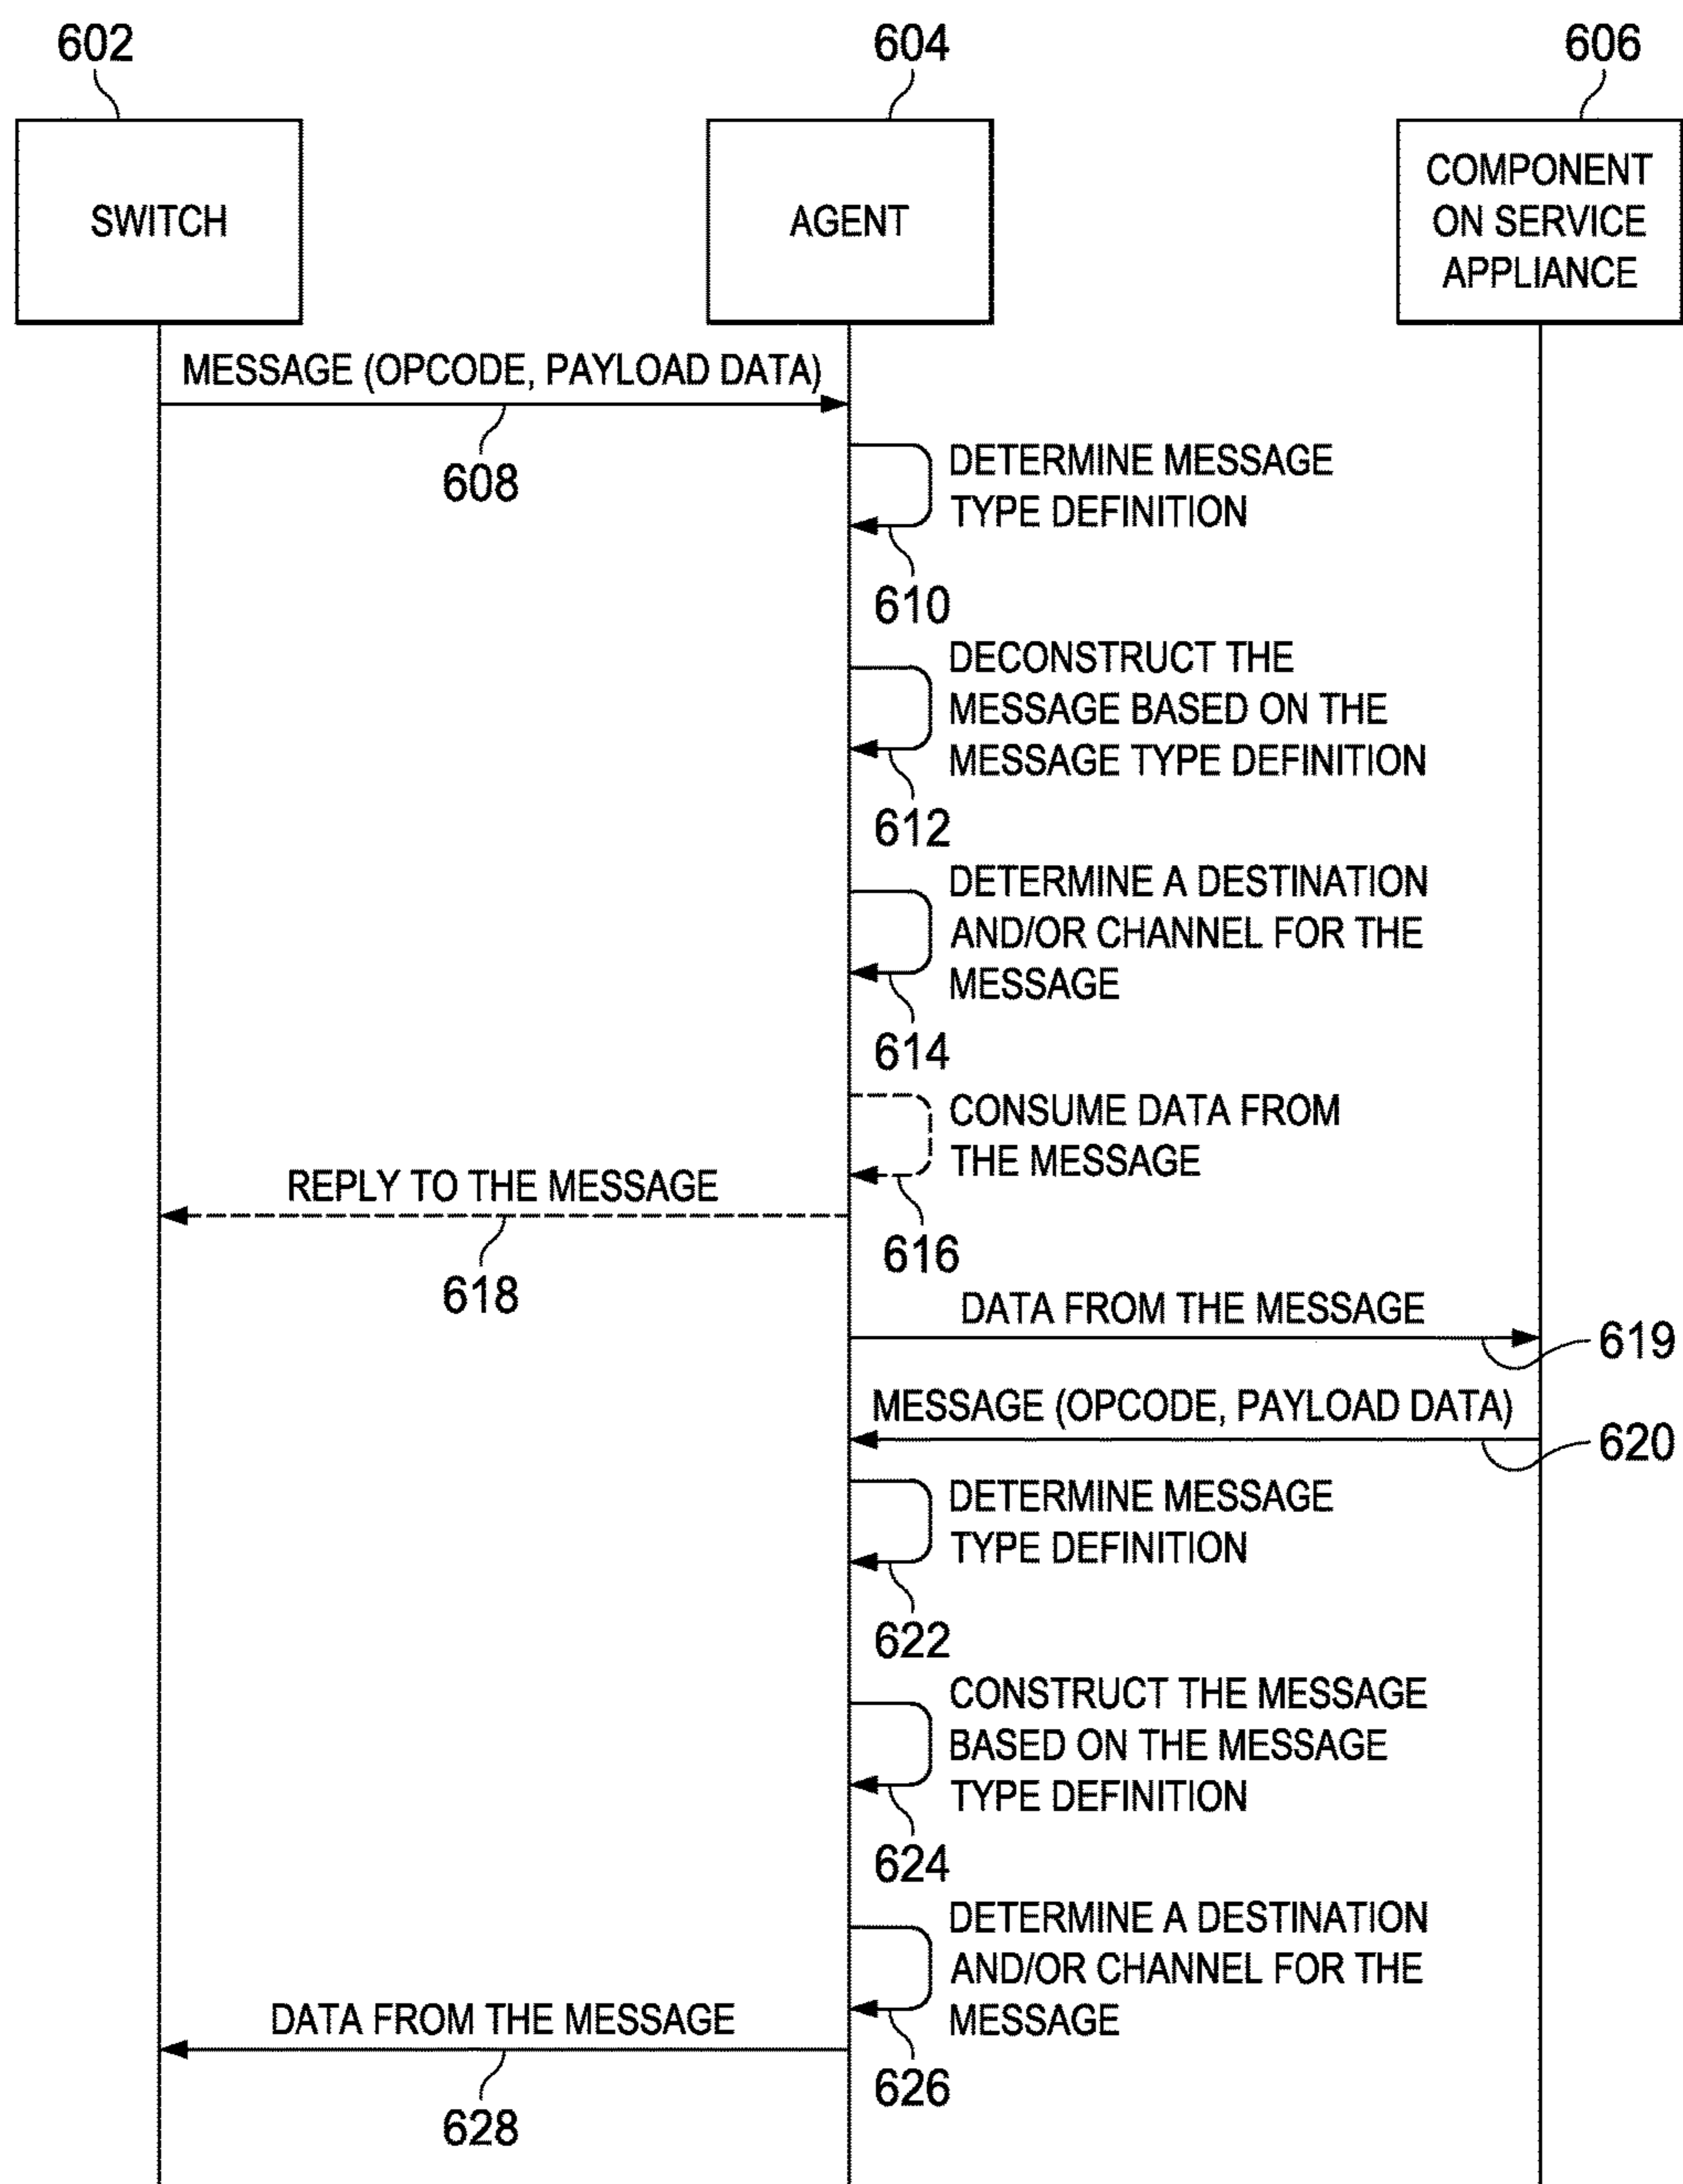 602
604
606
SWITCH
AGENT
COMPONENT
ON SERVICE
APPLIANCE
MESSAGE (OPCODE, PAYLOAD DATA)
608
DETERMINE MESSAGE
TYPE DEFINITION
610
DECONSTRUCT THE
MESSAGE BASED ON THE
MESSAGE TYPE DEFINITION
612
DETERMINE A DESTINATION
AND/OR CHANNEL FOR THE
MESSAGE
614
CONSUME DATA FROM
THE MESSAGE
616
REPLY TO THE MESSAGE
618
DATA FROM THE MESSAGE
619
MESSAGE (OPCODE, PAYLOAD DATA)
620
DETERMINE MESSAGE
TYPE DEFINITION
622
CONSTRUCT THE MESSAGE
BASED ON THE MESSAGE
TYPE DEFINITION
624
DETERMINE A DESTINATION
AND/OR CHANNEL FOR THE
MESSAGE
626
DATA FROM THE MESSAGE
628